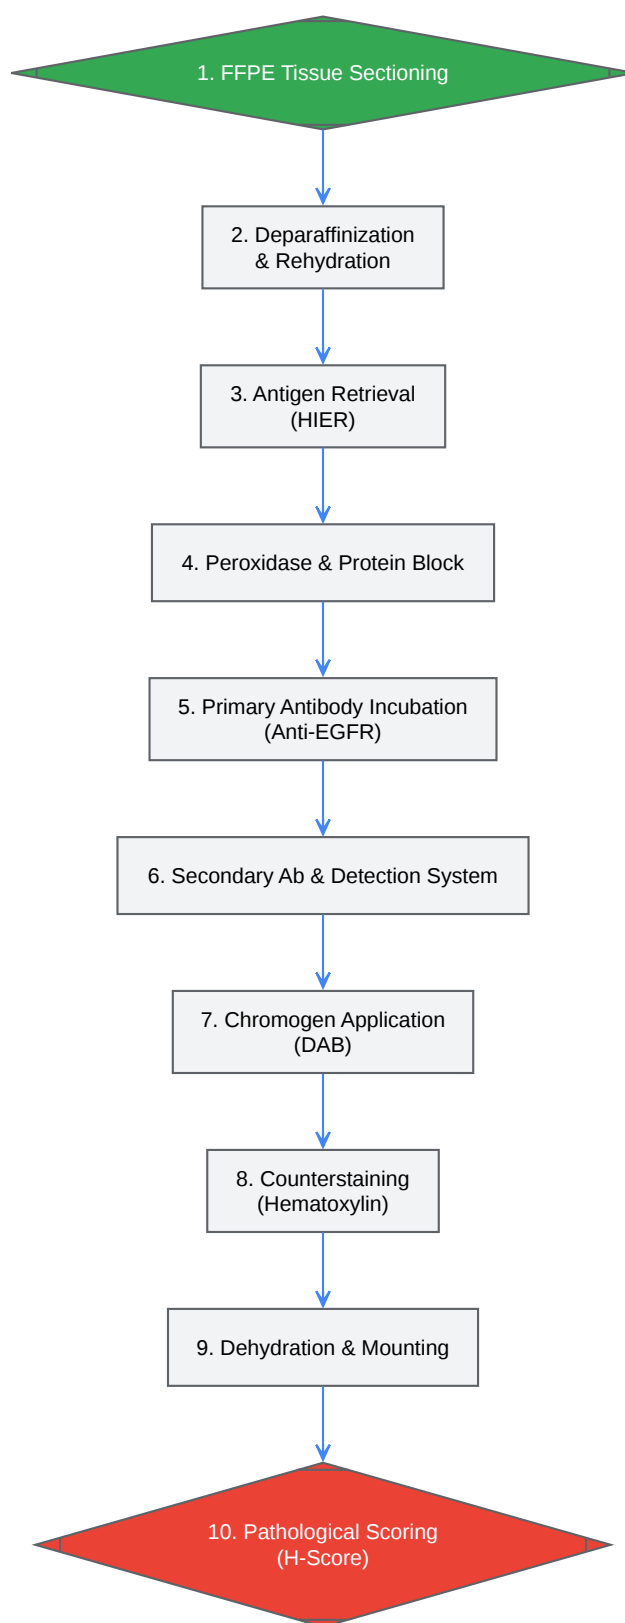 1. FFPE Tissue Sectioning
2. Deparaffinization
& Rehydration
3. Antigen Retrieval
(HIER)
4. Peroxidase & Protein Block
5. Primary Antibody Incubation
(Anti-EGFR)
6. Secondary Ab & Detection System
7. Chromogen Application
(DAB)
8. Counterstaining
(Hematoxylin)
9. Dehydration & Mounting
10. Pathological Scoring
(H-Score)